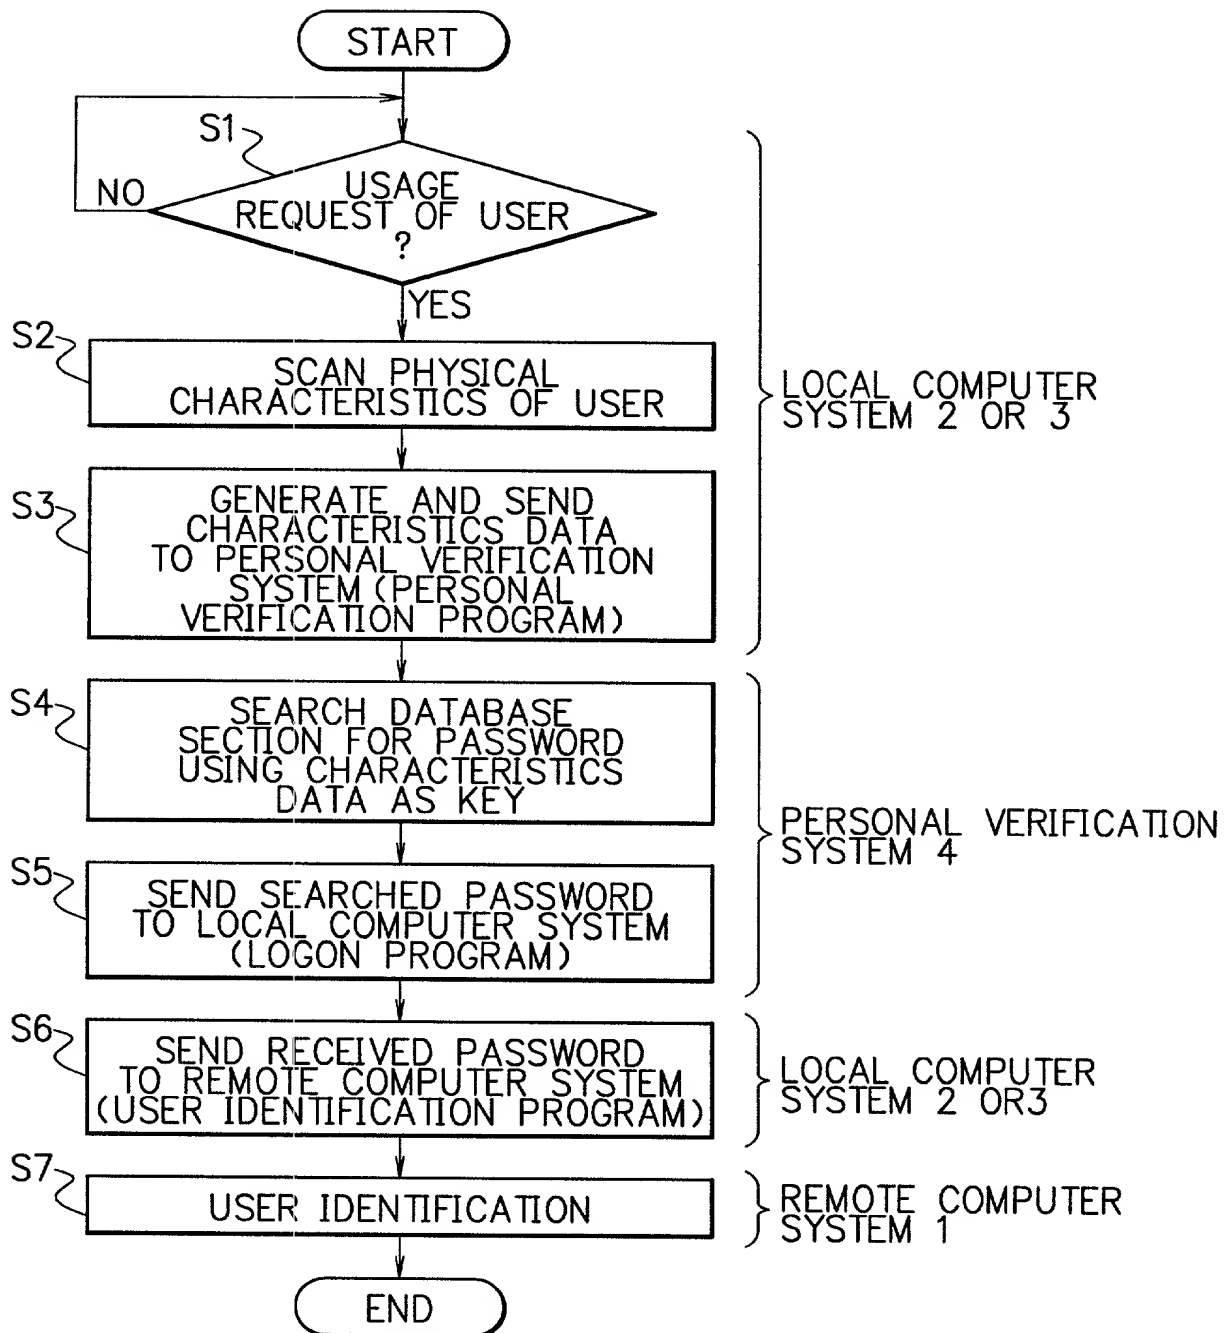 START
S1
NO
USAGE
REQUEST OF USER
?
YES
S2
SCAN PHYSICAL
CHARACTERISTICS OF USER
LOCAL COMPUTER
SYSTEM 2 OR 3
S3
GENERATE AND SEND
CHARACTERISTICS DATA
TO PERSONAL VERIFICATION
SYSTEM (PERSONAL
VERIFICATION PROGRAM)
S4
SEARCH DATABASE
SECTION FOR PASSWORD
USING CHARACTERISTICS
DATA AS KEY
PERSONAL VERIFICATION
SYSTEM 4
S5
SEND SEARCHED PASSWORD
TO LOCAL COMPUTER SYSTEM
(LOGON PROGRAM)
S6
SEND RECEIVED PASSWORD
TO REMOTE COMPUTER SYSTEM
(USER IDENTIFICATION PROGRAM)
LOCAL COMPUTER
SYSTEM 2 OR3
S7
USER IDENTIFICATION
REMOTE COMPUTER
SYSTEM 1
END